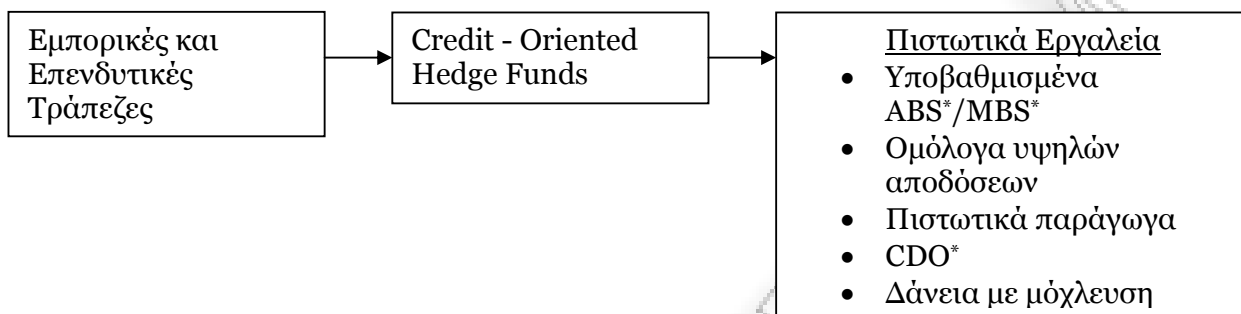 Εμπορικές και
Επενδυτικές
Τράπεζες
Credit - Oriented
Hedge Funds
Πιστωτικά Εργαλεία
• Υποβαθμισμένα
ABS*/MBS*
• Ομόλογα υψηλών
αποδόσεων
• Πιστωτικά παράγωγα
• CDO*
• Δάνεια με μόχλευση